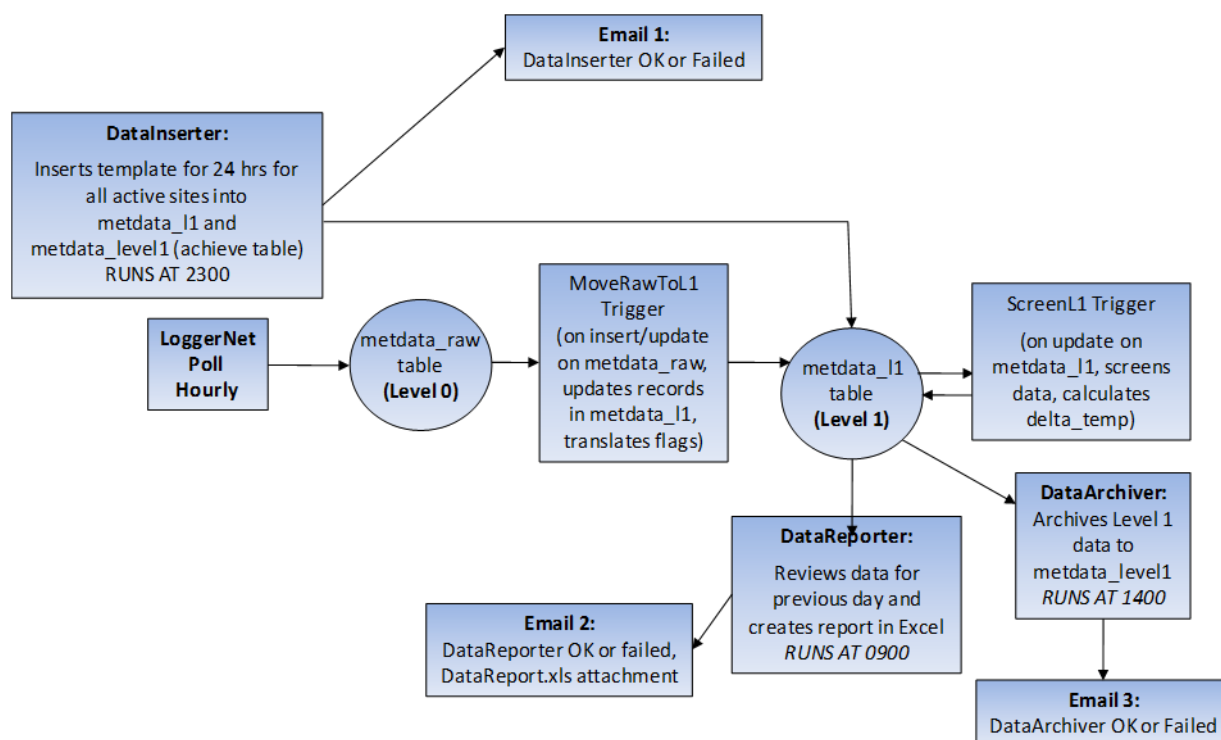 Email 1:
DataInserter OK or Failed
DataInserter:
Inserts template for 24 hrs for
all active sites into
metdata_l1 and
metdata_level1 (achieve table)
RUNS AT 2300
LoggerNet
Poll
Hourly
metdata_raw
table
(Level 0)
MoveRawToL1
Trigger
(on insert/update
on metdata_raw,
updates records
in metdata_l1,
translates flags)
metdata_l1
table
(Level 1)
ScreenL1 Trigger
(on update on
metdata_l1, screens
data, calculates
delta_temp)
DataReporter:
Reviews data for
previous day and
creates report in Excel
RUNS AT 0900
DataArchiver:
Archives Level 1
data to
metdata_level1
RUNS AT 1400
Email 2:
DataReporter OK or failed,
DataReport.xls attachment
Email 3:
DataArchiver OK or Failed